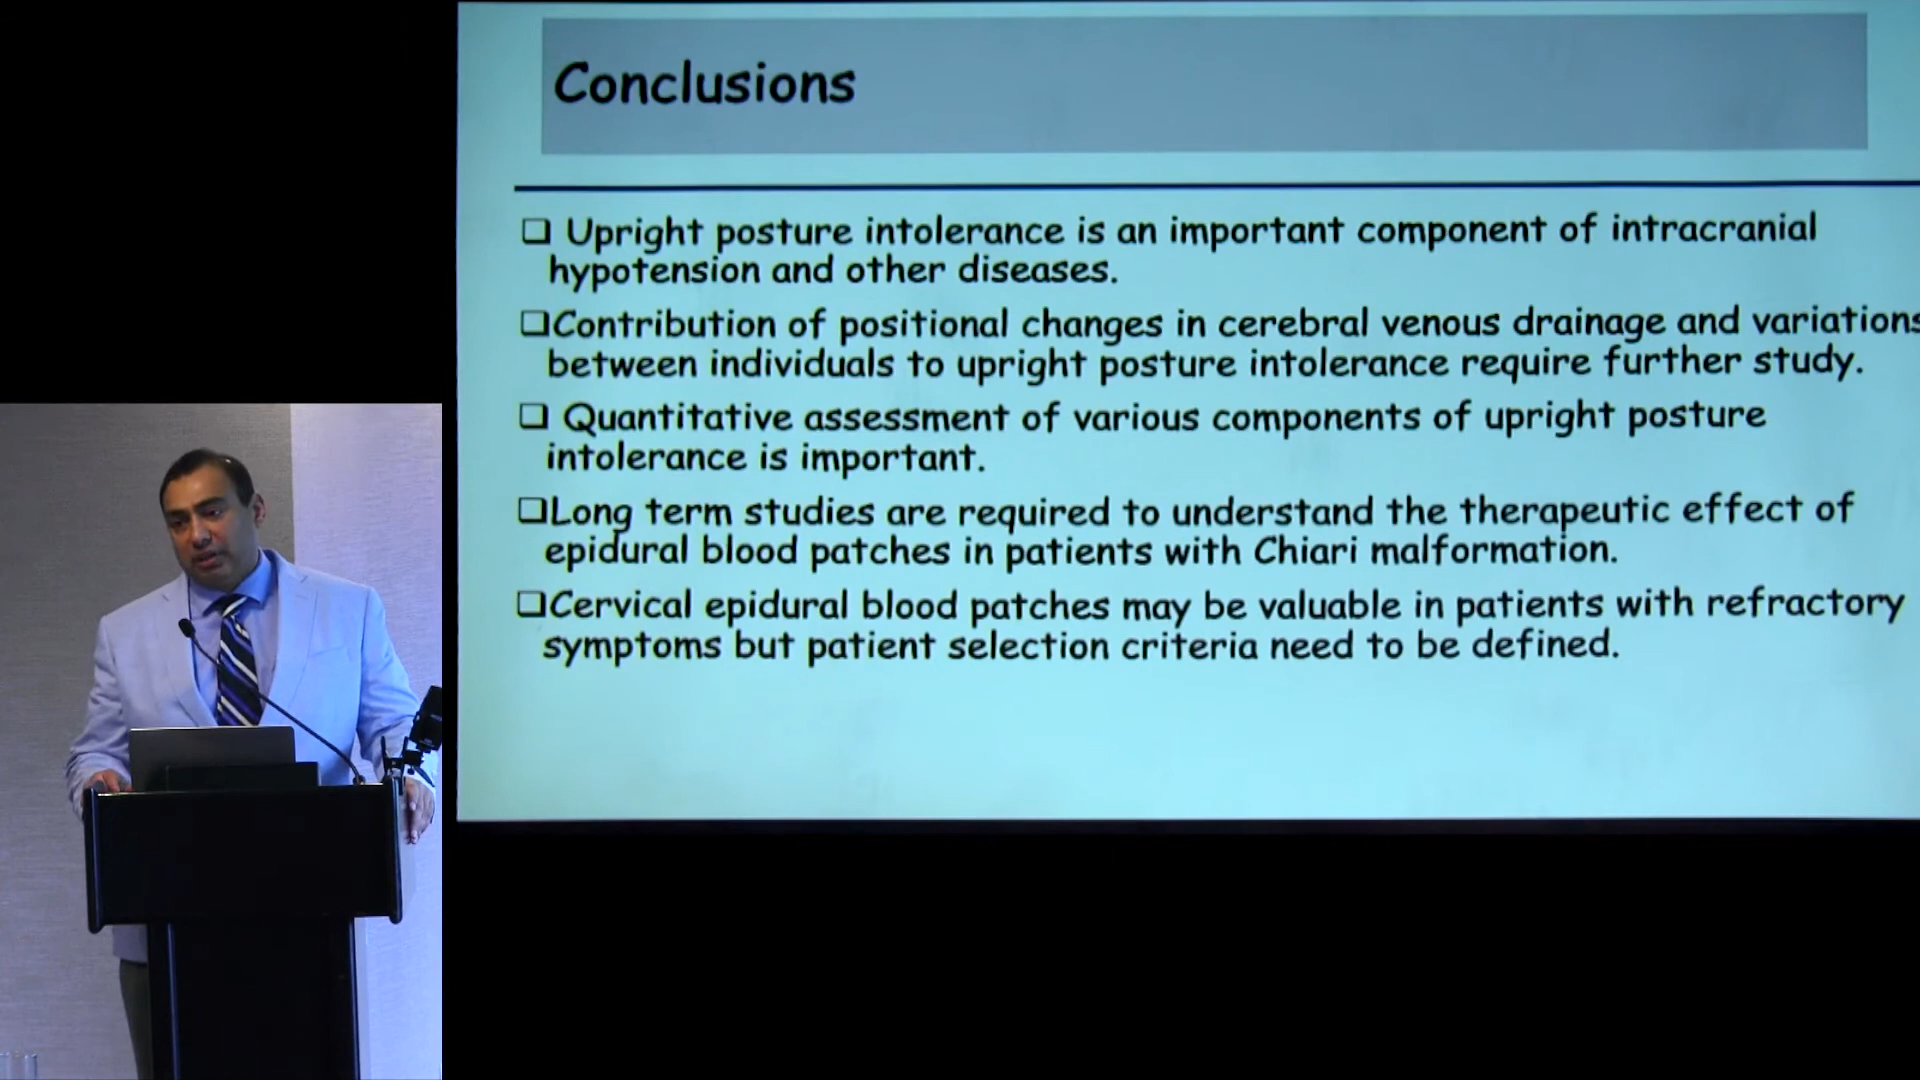 Conclusions
❑ Upright posture intolerance is an important component of intracranial
hypotension and other diseases.
❑Contribution of positional changes in cerebral venous drainage and variations
between individuals to upright posture intolerance require further study.
❑ Quantitative assessment of various components of upright posture
intolerance is important.
❑Long term studies are required to understand the therapeutic effect of
epidural blood patches in patients with Chiari malformation.
❑Cervical epidural blood patches may be valuable in patients with refractory
symptoms but patient selection criteria need to be defined.